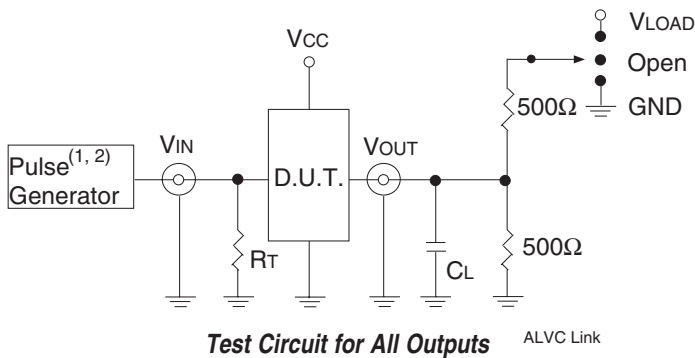 VLOAD
VCC
Open
500Ω
GND
VIN
VOUT
Pulse(1, 2)
Generator
D.U.T.
RT
CL
500Ω
Test Circuit for All Outputs
ALVC Link